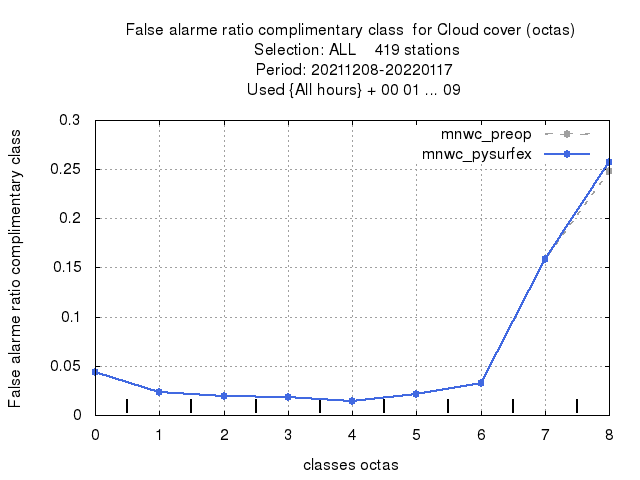 False alarme ratio complimentary class  for Cloud cover (octas)
Selection: ALL    419 stations
Period: 20211208-20220117
Used {All hours} + 00 01 ... 09
False alarme ratio complimentary class
mnwc_preop
mnwc_pysurfex
0.3
0.25
0.2
0.15
0.1
0.05
0
0 1 2 3 4 5 6 7 8
classes octas